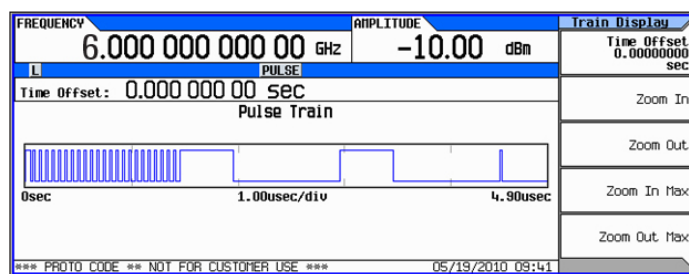 FREQUENCY AMPLITUDE Train Display
6.000 000 000 00 GHz -10.00 dBm
Time Offset
0.00000000
sec
L PULSE
Time Offset: 0.000 000 00 sec
Zoom In
Pulse Train
Zoom Out
0sec 1.00usec/div 4.90usec
Zoom In Max
Zoom Out Max
*** PROTO CODE ** NOT FOR CUSTOMER USE *** 05/19/2010 09:41